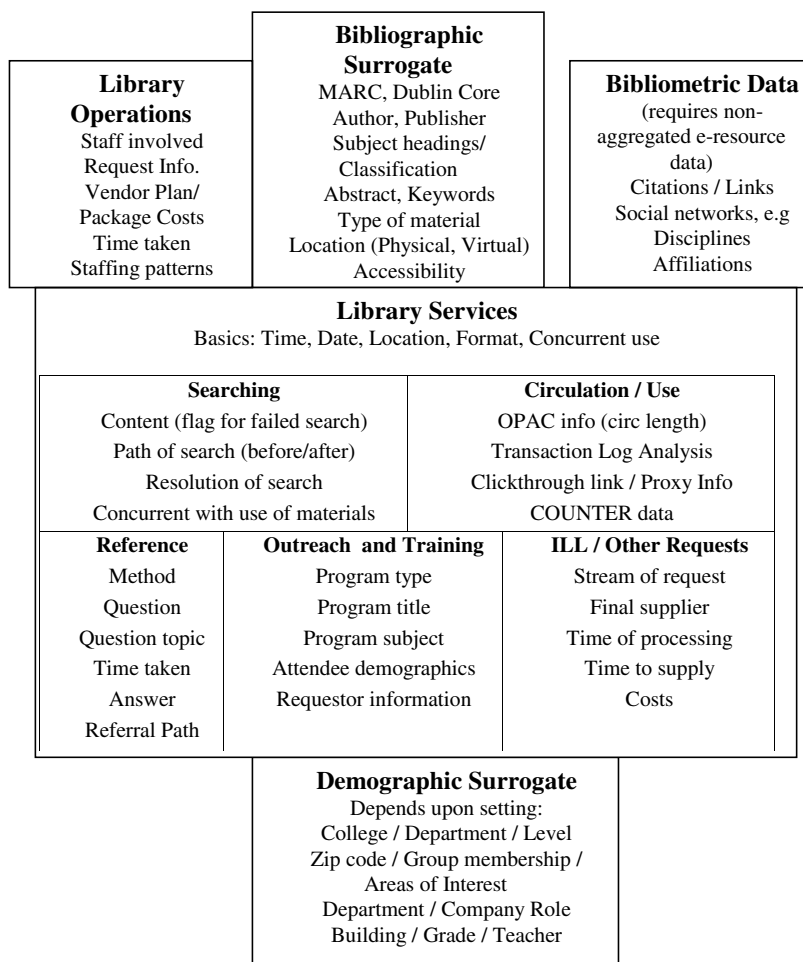 Library
Operations
Staff involved
Request Info.
Vendor Plan/
Package Costs
Time taken
Staffing patterns
Bibliographic
Surrogate
MARC, Dublin Core
Author, Publisher
Subject headings/
Classification
Abstract, Keywords
Type of material
Location (Physical, Virtual)
Accessibility
Bibliometric Data
(requires non-
aggregated e-resource
data)
Citations / Links
Social networks, e.g
Disciplines
Affiliations
Library Services
Basics: Time, Date, Location, Format, Concurrent use
Searching
Content (flag for failed search)
Path of search (before/after)
Resolution of search
Concurrent with use of materials
Circulation / Use
OPAC info (circ length)
Transaction Log Analysis
Clickthrough link / Proxy Info
COUNTER data
Reference
Method
Question
Question topic
Time taken
Answer
Referral Path
Outreach and Training
Program type
Program title
Program subject
Attendee demographics
Requestor information
ILL / Other Requests
Stream of request
Final supplier
Time of processing
Time to supply
Costs
Demographic Surrogate
Depends upon setting:
College / Department / Level
Zip code / Group membership /
Areas of Interest
Department / Company Role
Building / Grade / Teacher